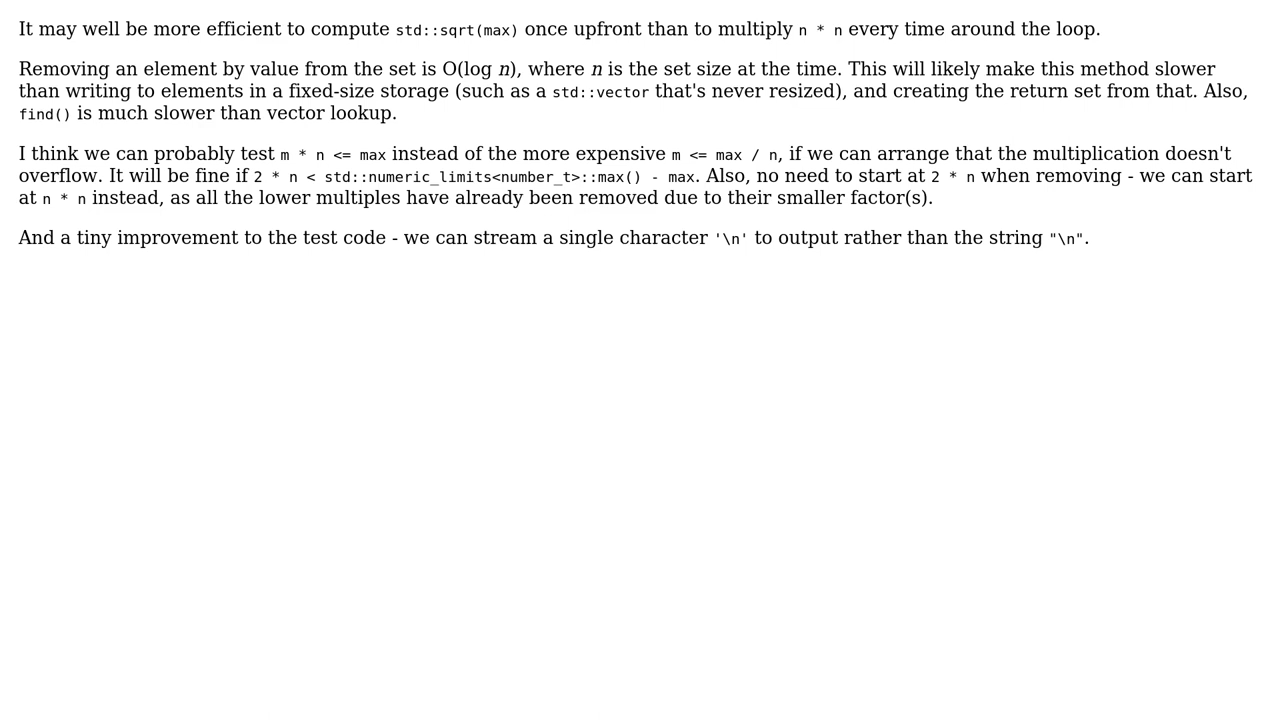 It may well be more efficient to compute std::sqrt(max) once upfront than to multiply n * n every time around the loop.
Removing an element by value from the set is O(log n), where n is the set size at the time. This will likely make this method slower
than writing to elements in a fixed-size storage (such as a std::vector that's never resized), and creating the return set from that. Also,
find() is much slower than vector lookup.
I think we can probably test m * n <= max instead of the more expensive m <= max / n, if we can arrange that the multiplication doesn't
overflow. It will be fine if 2 * n < std::numeric_limits<number_t>::max() - max. Also, no need to start at 2 * n when removing - we can start
at n * n instead, as all the lower multiples have already been removed due to their smaller factor(s).
And a tiny improvement to the test code - we can stream a single character '\n' to output rather than the string "\n".